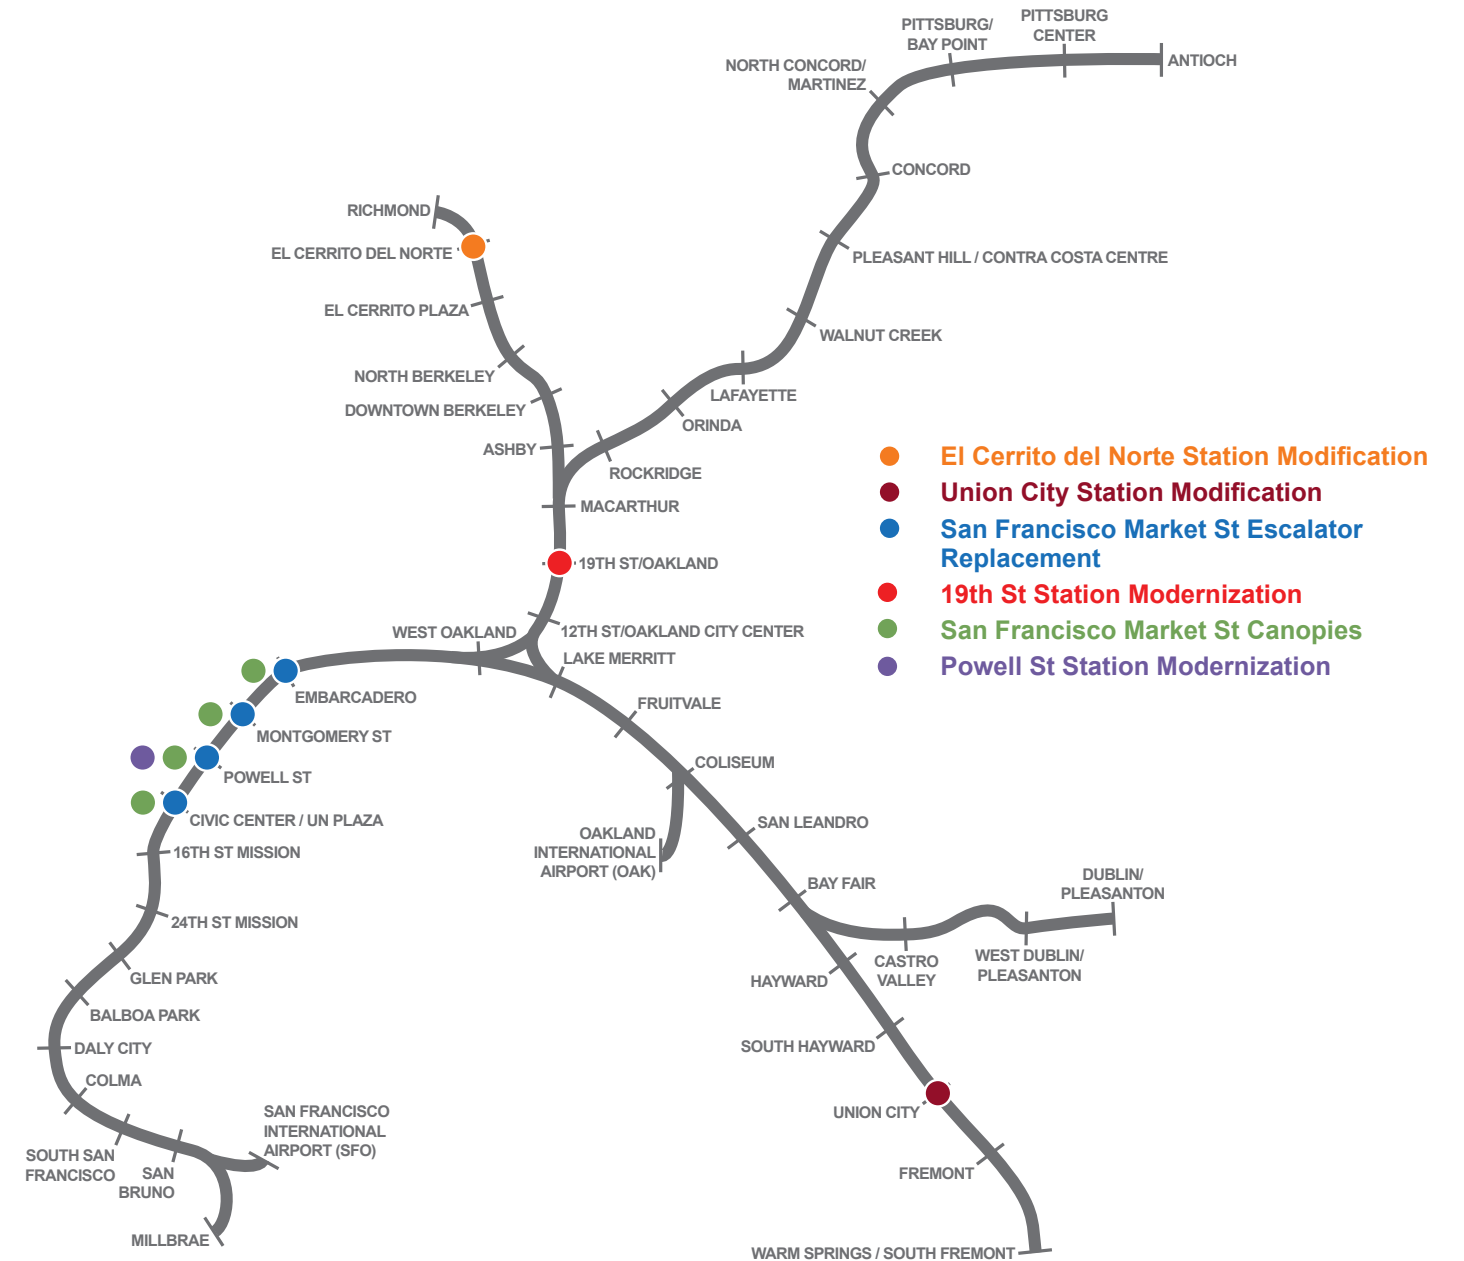 PITTSBURG/
BAY POINT
PITTSBURG
CENTER
ANTIOCH
NORTH CONCORD/
MARTINEZ
CONCORD
RICHMOND
EL CERRITO DEL NORTE
PLEASANT HILL / CONTRA COSTA CENTRE
EL CERRITO PLAZA
WALNUT CREEK
NORTH BERKELEY
LAFAYETTE
DOWNTOWN BERKELEY
ORINDA
ASHBY
ROCKRIDGE
MACARTHUR
El Cerrito del Norte Station Modification
Union City Station Modification
San Francisco Market St Escalator
Replacement
19th St Station Modernization
San Francisco Market St Canopies
Powell St Station Modernization
19TH ST/OAKLAND
WEST OAKLAND
12TH ST/OAKLAND CITY CENTER
LAKE MERRITT
EMBARCADERO
FRUITVALE
MONTGOMERY ST
COLISEUM
POWELL ST
CIVIC CENTER / UN PLAZA
SAN LEANDRO
OAKLAND
INTERNATIONAL
AIRPORT (OAK)
16TH ST MISSION
BAY FAIR
DUBLIN/
PLEASANTON
24TH ST MISSION
CASTRO
VALLEY
WEST DUBLIN/
PLEASANTON
GLEN PARK
HAYWARD
BALBOA PARK
DALY CITY
SOUTH HAYWARD
COLMA
SAN FRANCISCO
INTERNATIONAL
AIRPORT (SFO)
UNION CITY
SOUTH SAN
FRANCISCO
SAN
BRUNO
FREMONT
MILLBRAE
WARM SPRINGS / SOUTH FREMONT